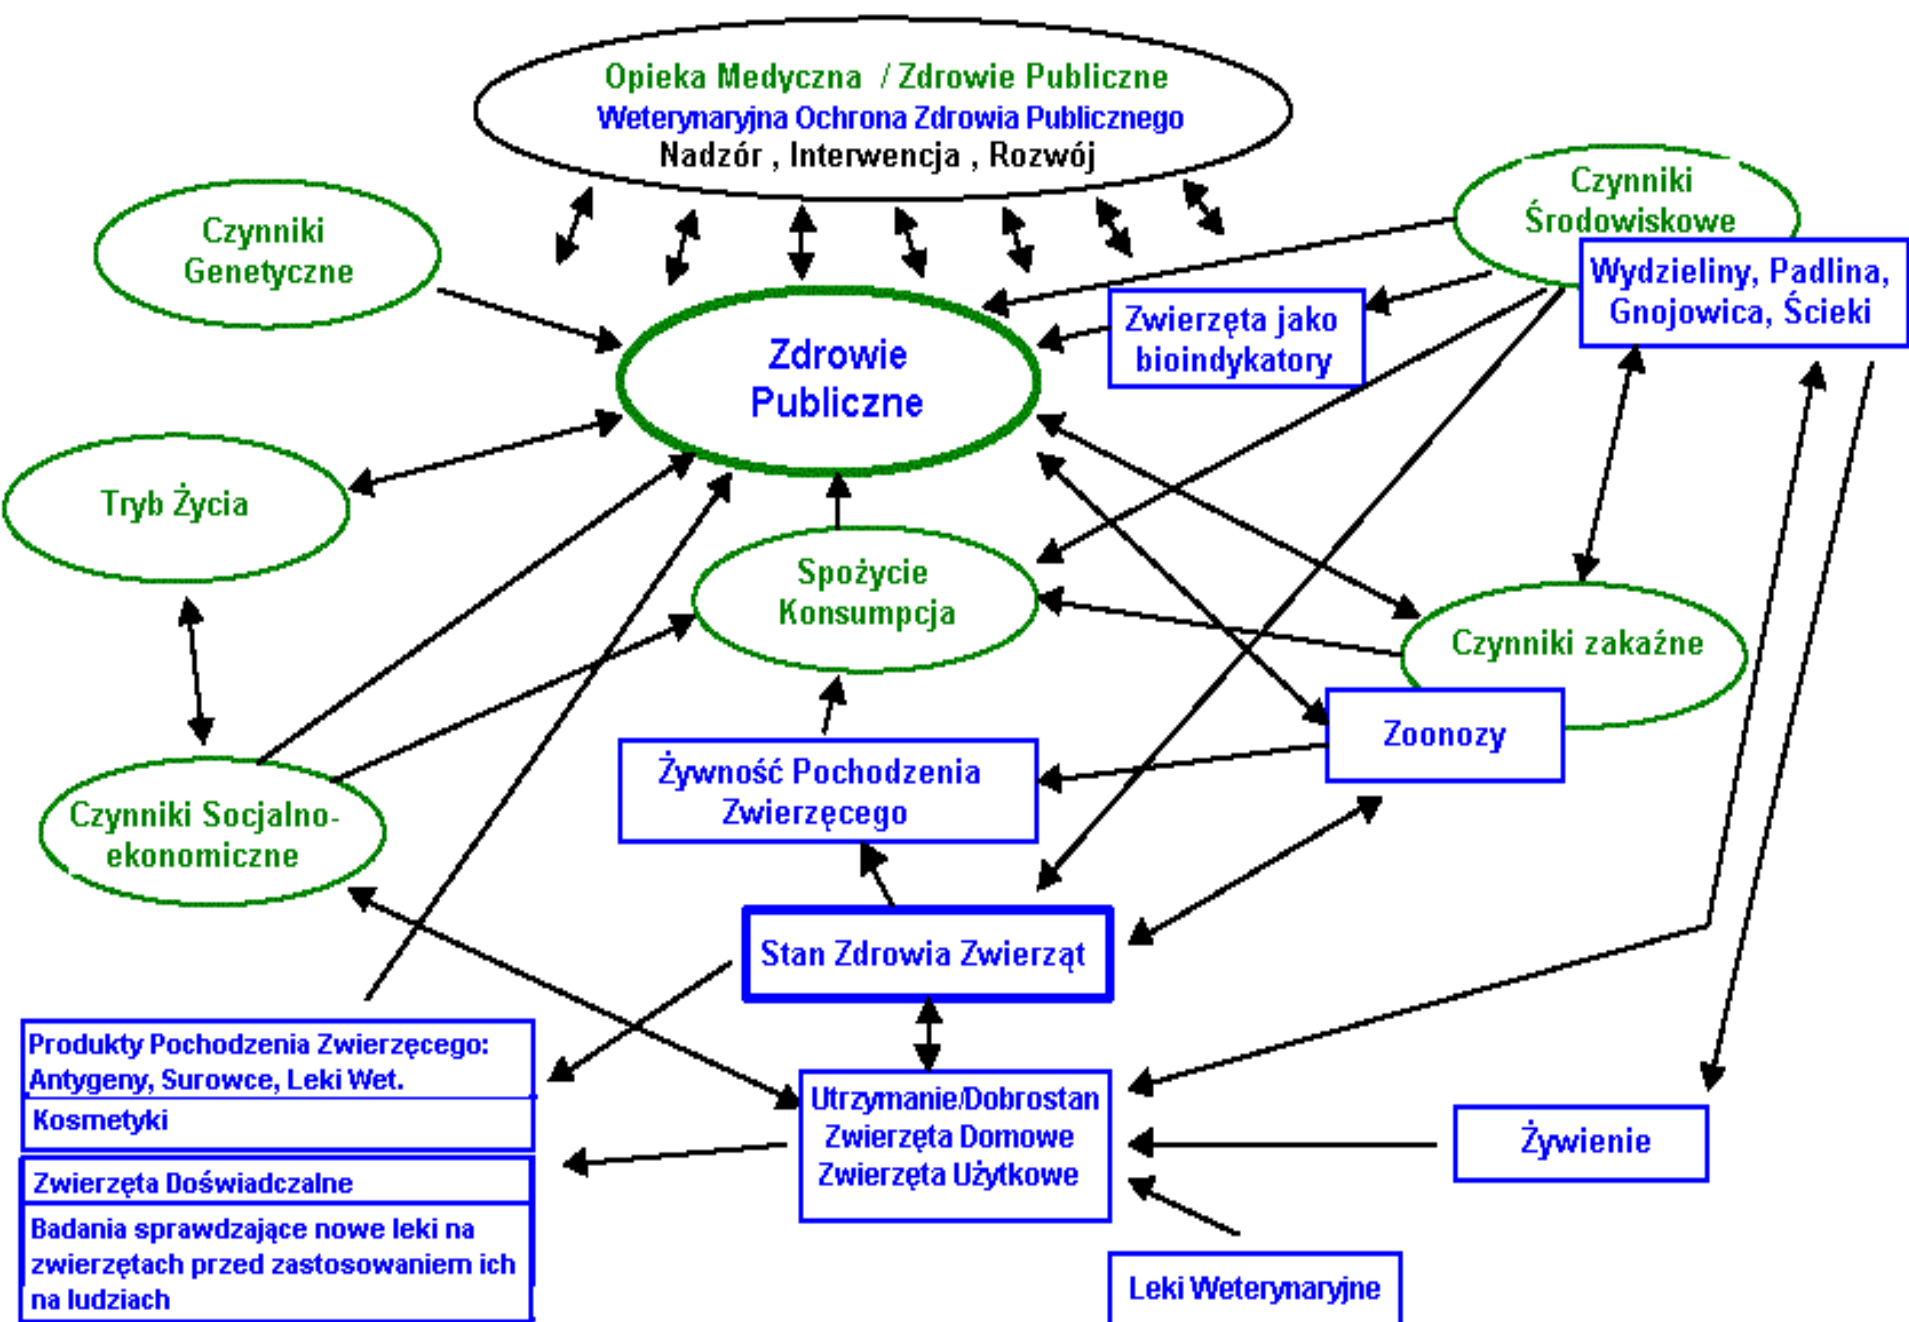 Opieka Medyczna / Zdrowie Publiczne
Weterynaryjna Ochrona Zdrowia Publicznego
Nadzór , Interwencja , Rozwój
Czynniki
Genetyczne
Czynniki
Środowiskowe
Wydzieliny, Padlina,
Gnojowica, Ścieki
Zwierzęta jako
bioindykatory
Zdrowie
Publiczne
Tryb Życia
Spożycie
Konsumpcja
Czynniki zakaźne
Zoonozy
Żywność Pochodzenia
Zwierzęcego
Czynniki Socjalno-
ekonomiczne
Stan Zdrowia Zwierząt
Produkty Pochodzenia Zwierzęcego:
Antygeny, Surowce, Leki Wet.
Kosmetyki
Zwierzęta Doświadczalne
Badania sprawdzające nowe leki na
zwierzętach przed zastosowaniem ich
na ludziach
Utrzymanie/Dobrostan
Zwierzęta Domowe
Zwierzęta Użytkowe
Żywienie
Leki Weterynaryjne